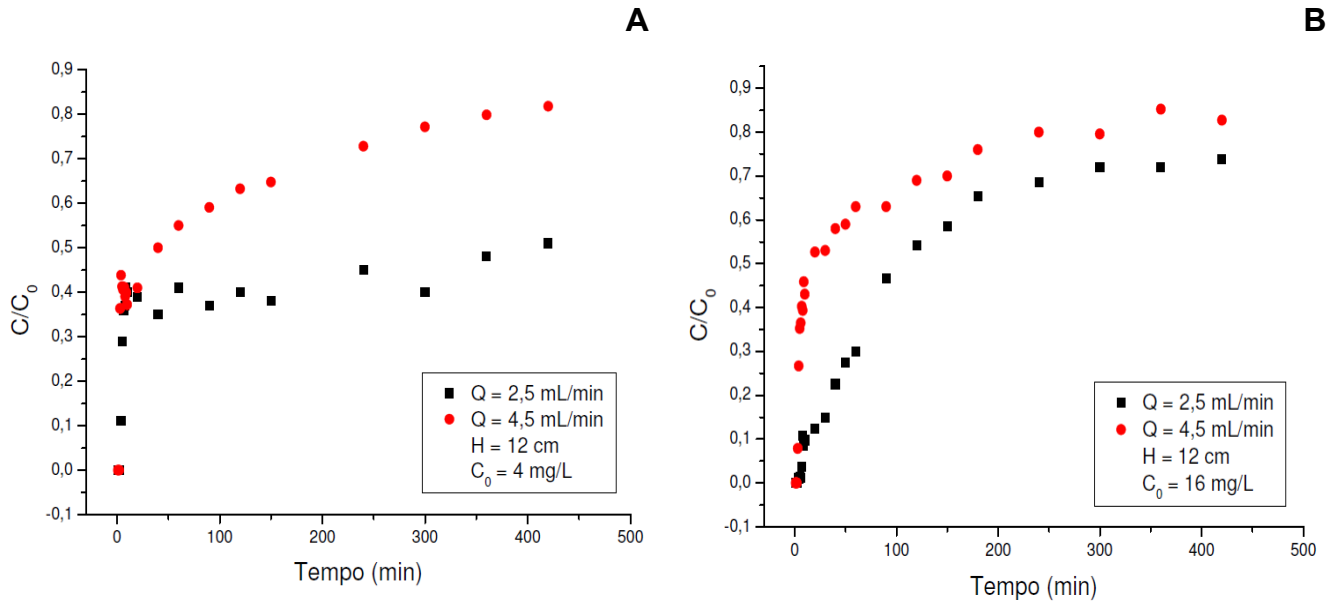 A
0,9
0,8
0,7
0,6
0,5
0,4
0,3
0,2
0,1
0,0
-0,1
C/C₀
0 100 200 300 400 500
Tempo (min)
Q = 2,5 mL/min
Q = 4,5 mL/min
H = 12 cm
C₀ = 4 mg/L
B
0,9
0,8
0,7
0,6
0,5
0,4
0,3
0,2
0,1
0,0
-0,1
C/C₀
0 100 200 300 400 500
Tempo (min)
Q = 2,5 mL/min
Q = 4,5 mL/min
H = 12 cm
C₀ = 16 mg/L